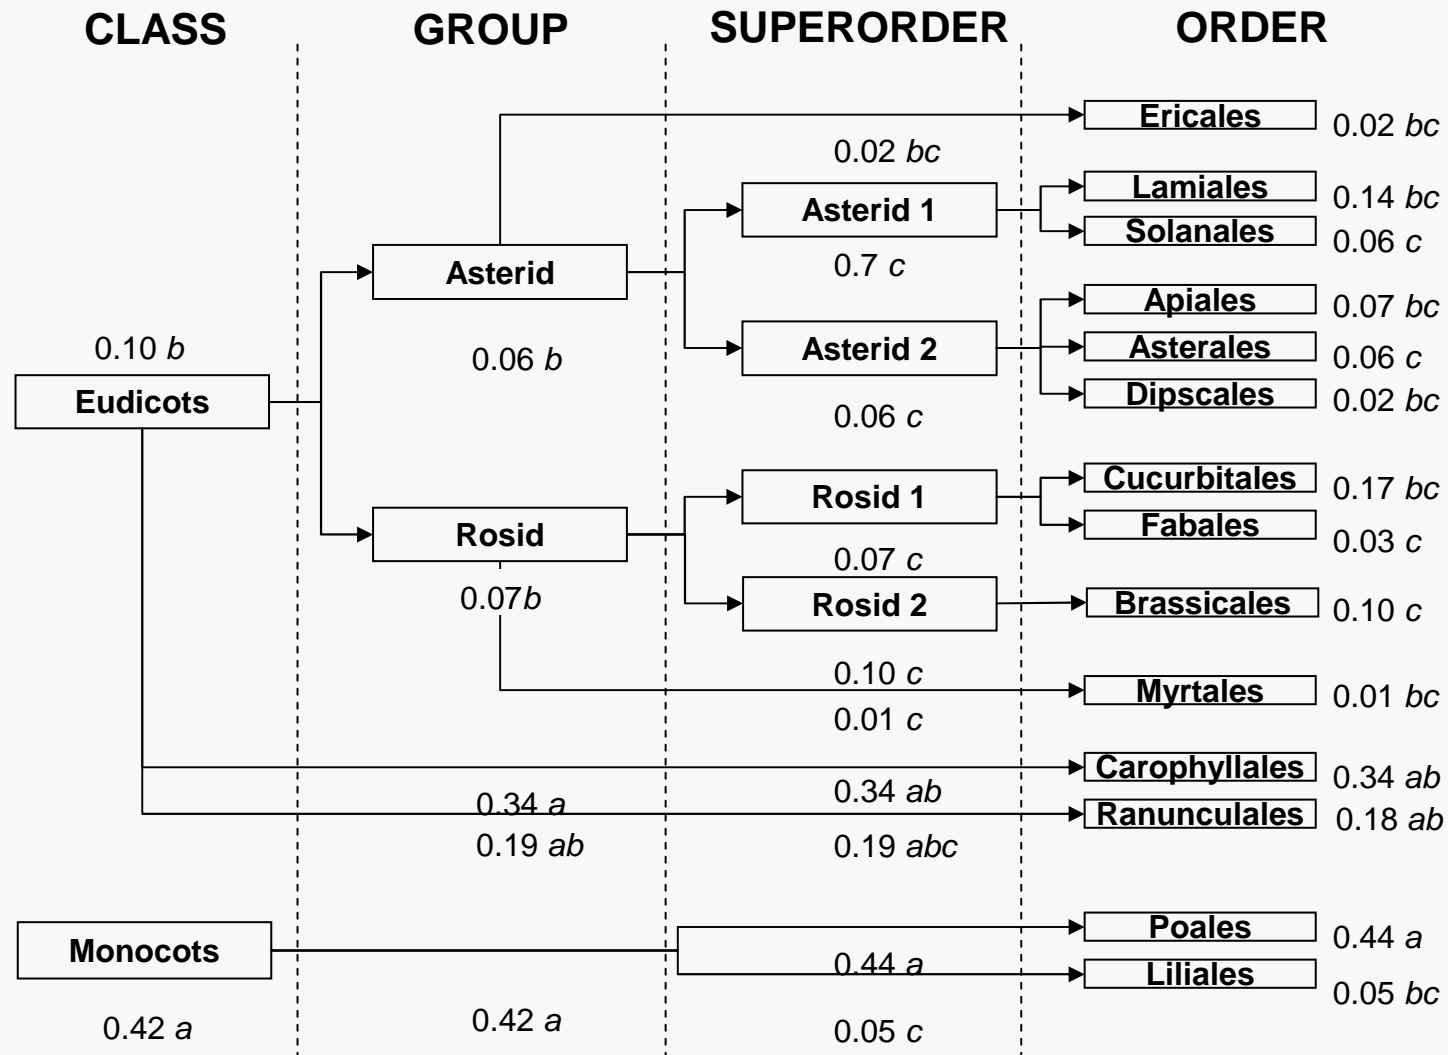 CLASS GROUP SUPERORDER ORDER
Ericales 0.02 bc
0.02 bc
Lamiales 0.14 bc
Asterid 1
Solanales 0.06 c
Asterid
0.7 c
Apiales 0.07 bc
0.10 b
0.06 b
Asterid 2
Asterales 0.06 c
Eudicots
Dipscales 0.02 bc
0.06 c
Cucurbitales 0.17 bc
Rosid 1
Fabales 0.03 c
Rosid
0.07 c
0.07b
Rosid 2
Brassicales 0.10 c
0.10 c
Myrtales 0.01 bc
0.01 c
Carophyllales 0.34 ab
0.34 a
0.34 ab
Ranunculales 0.18 ab
0.19 ab
0.19 abc
Poales 0.44 a
Monocots
0.44 a
Liliales 0.05 bc
0.42 a
0.42 a
0.05 c